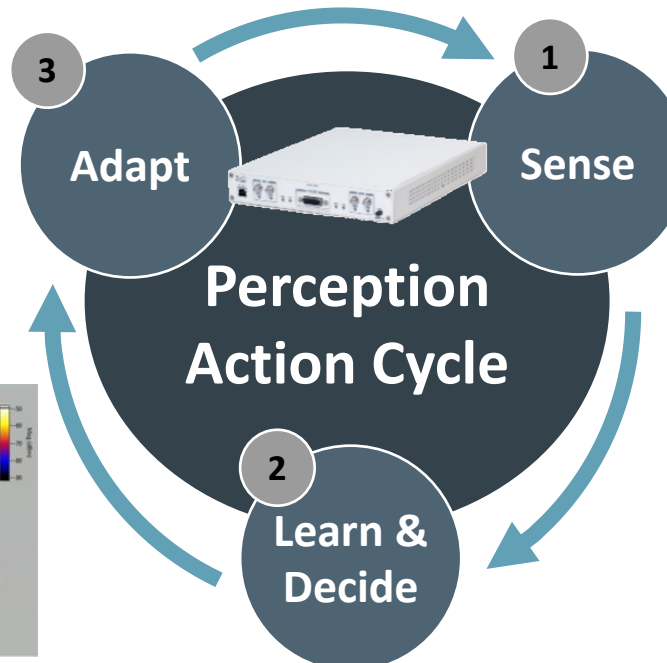 3
Adapt
1
Sense
Perception
Action Cycle
2
Learn &
Decide